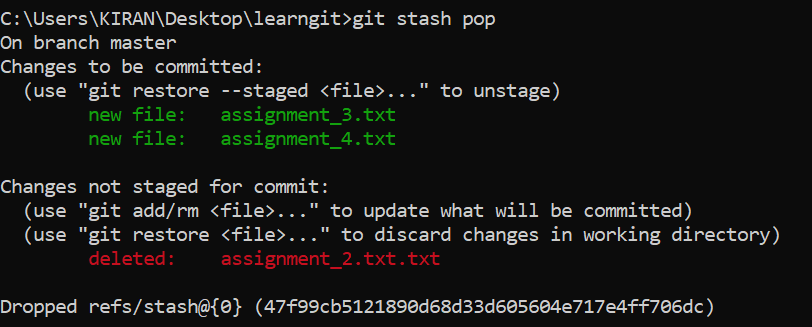 C:\Users\KIRAN\Desktop\learngit>git stash pop
On branch master
Changes to be committed:
  (use "git restore --staged <file>..." to unstage)
        new file:   assignment_3.txt
        new file:   assignment_4.txt

Changes not staged for commit:
  (use "git add/rm <file>..." to update what will be committed)
  (use "git restore <file>..." to discard changes in working directory)
        deleted:    assignment_2.txt.txt

Dropped refs/stash@{0} (47f99cb5121890d68d33d605604e717e4ff706dc)